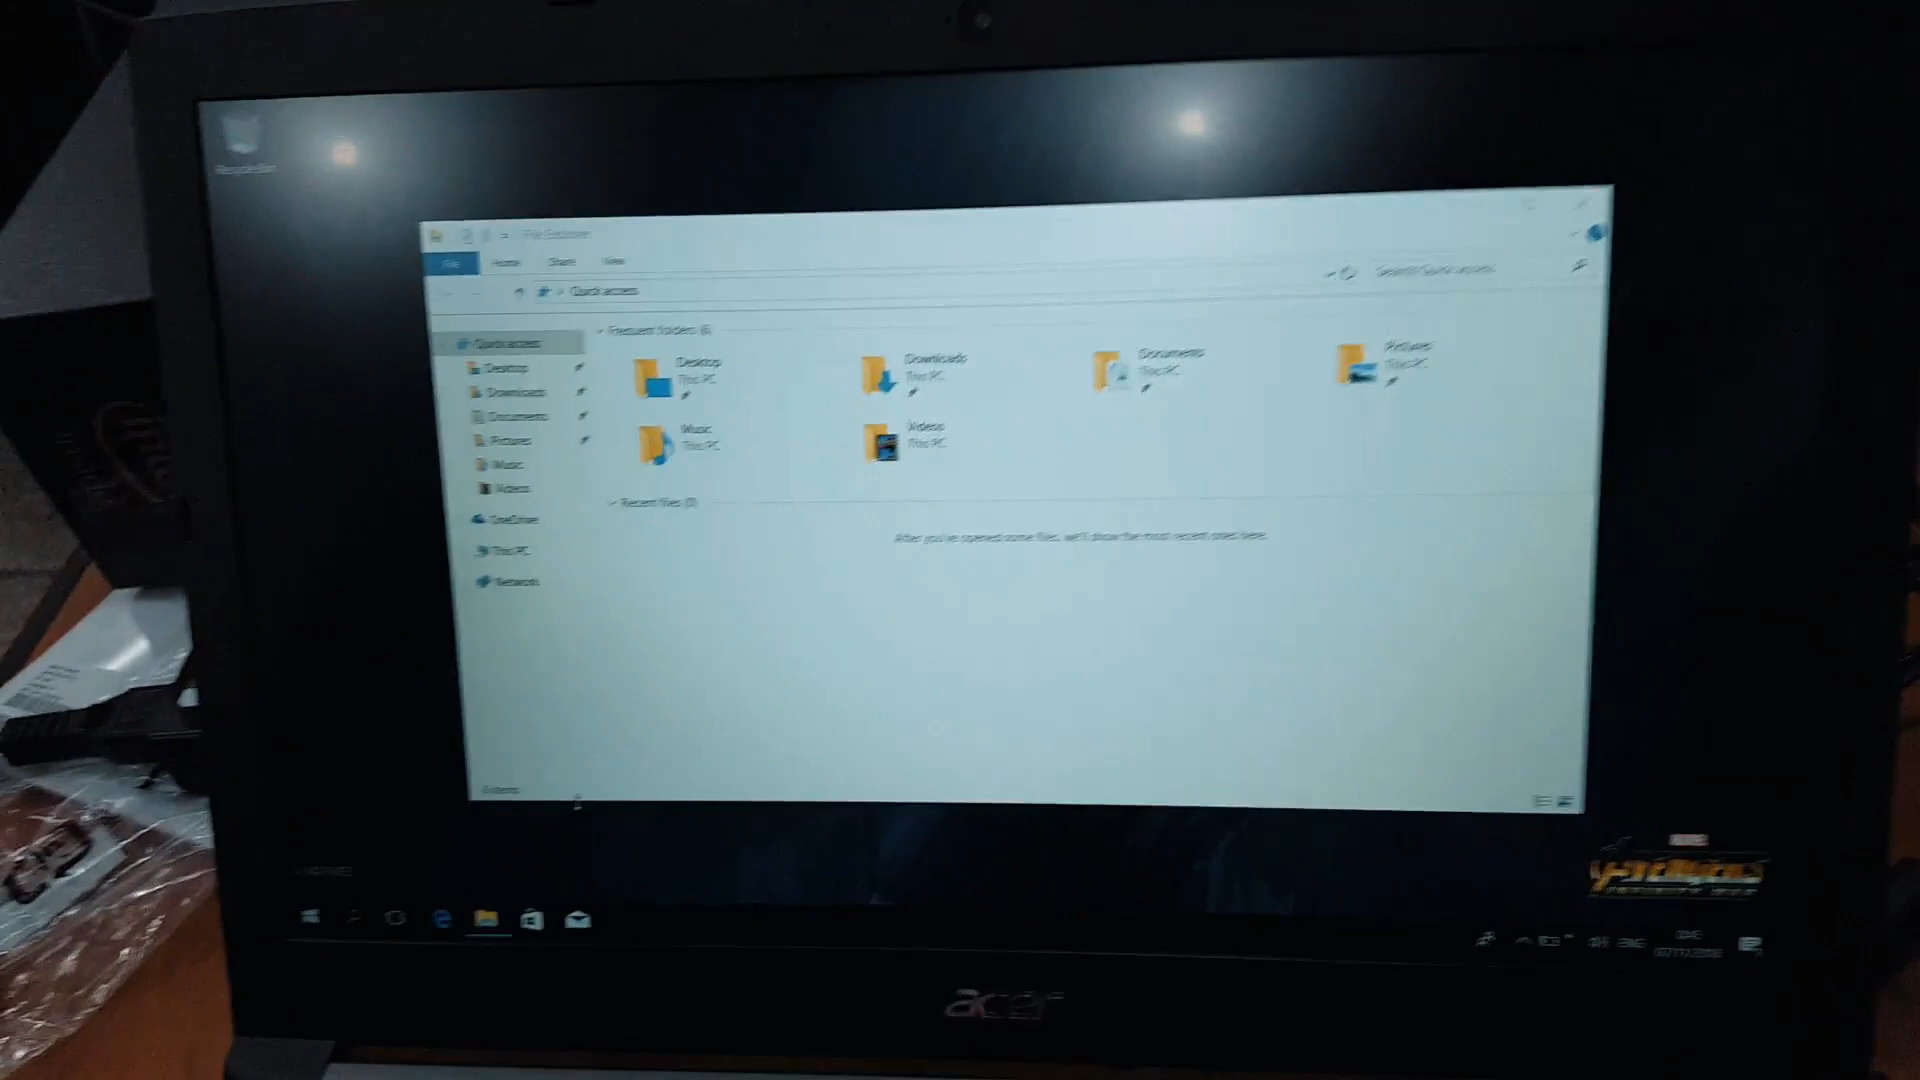 Recycle Bin
File Explorer
File Home Share View
Quick access
Search Quick access
Quick access
Desktop
Downloads
Documents
Pictures
Music
Videos
OneDrive
This PC
Network
Frequent folders (6)
Desktop
This PC
Downloads
This PC
Documents
This PC
Pictures
This PC
Music
This PC
Videos
This PC
Recent files (0)
After you've opened some files, we'll show the most recent ones here.
6 items
MARVEL
ENG
acer